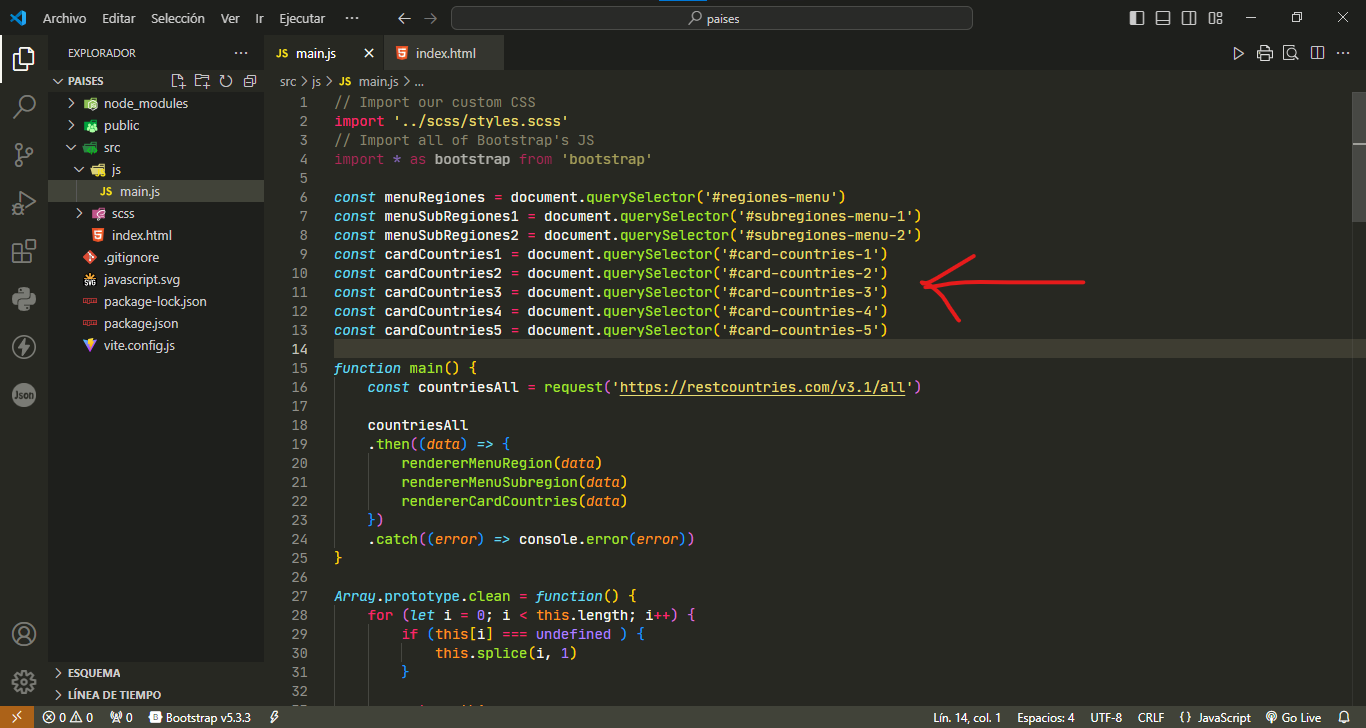 Archivo Editar Selección Ver Ir Ejecutar ··· paises
EXPLORADOR ···
JS main.js index.html
PAISES
src > js > JS main.js > ...
node_modules
public
src
js
JS main.js
scss
index.html
.gitignore
javascript.svg
package-lock.json
package.json
vite.config.js
Json
ESQUEMA
LÍNEA DE TIEMPO
1 // Import our custom CSS
2 import '../scss/styles.scss'
3 // Import all of Bootstrap's JS
4 import * as bootstrap from 'bootstrap'
5
6 const menuRegiones = document.querySelector('#regiones-menu')
7 const menuSubRegiones1 = document.querySelector('#subregiones-menu-1')
8 const menuSubRegiones2 = document.querySelector('#subregiones-menu-2')
9 const cardCountries1 = document.querySelector('#card-countries-1')
10 const cardCountries2 = document.querySelector('#card-countries-2')
11 const cardCountries3 = document.querySelector('#card-countries-3')
12 const cardCountries4 = document.querySelector('#card-countries-4')
13 const cardCountries5 = document.querySelector('#card-countries-5')
14
15 function main() {
16 const countriesAll = request('https://restcountries.com/v3.1/all')
17
18 countriesAll
19 .then((data) => {
20 rendererMenuRegion(data)
21 rendererMenuSubregion(data)
22 rendererCardCountries(data)
23 })
24 .catch((error) => console.error(error))
25 }
26
27 Array.prototype.clean = function() {
28 for (let i = 0; i < this.length; i++) {
29 if (this[i] === undefined ) {
30 this.splice(i, 1)
31 }
32
0 0 0 Bootstrap v5.3.3 Lín. 14, col. 1 Espacios: 4 UTF-8 CRLF {} JavaScript Go Live